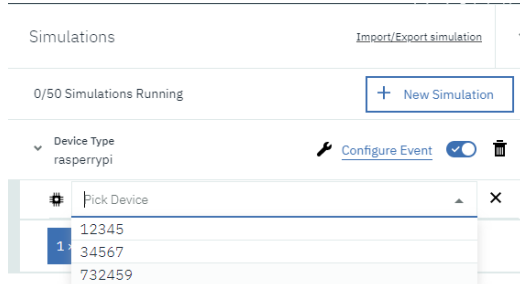 Simulations
Import/Export simulation
0/50 Simulations Running
+ New Simulation
Device Type
rasperrypi
Configure Event
Pick Device
12345
1
34567
732459